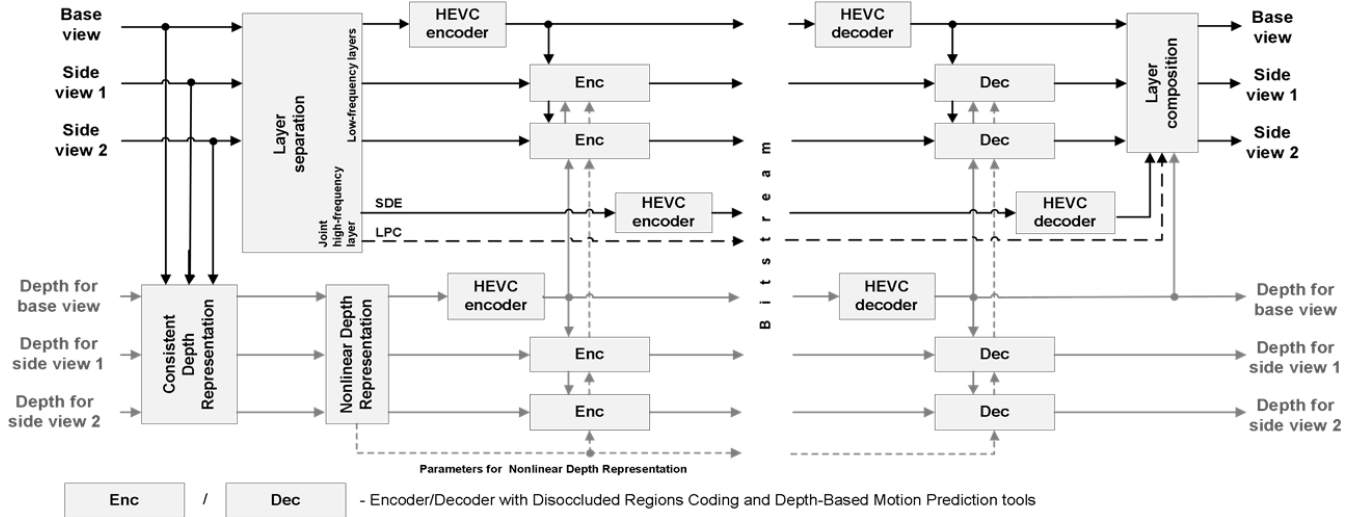 Base
view
Side
view 1
Side
view 2
Layer
separation
Low-frequency layers
Joint
high-frequency
layer
HEVC
encoder
Enc
Enc
SDE
HEVC
encoder
LPC
Bitstream
HEVC
decoder
Dec
Dec
HEVC
decoder
Layer
composition
Base
view
Side
view 1
Side
view 2
Depth for
base view
Depth for
side view 1
Depth for
side view 2
Consistent
Depth
Representation
Nonlinear Depth
Representation
HEVC
encoder
Enc
Enc
HEVC
decoder
Dec
Dec
Depth for
base view
Depth for
side view 1
Depth for
side view 2
Parameters for Nonlinear Depth Representation
Enc / Dec - Encoder/Decoder with Disoccluded Regions Coding and Depth-Based Motion Prediction tools